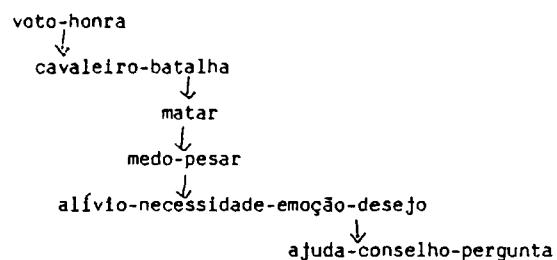 voto-honra
cavaleiro-batalha
matar
medo-pesar
alívio-necessidade-emoção-desejo
ajuda-conselho-pergunta